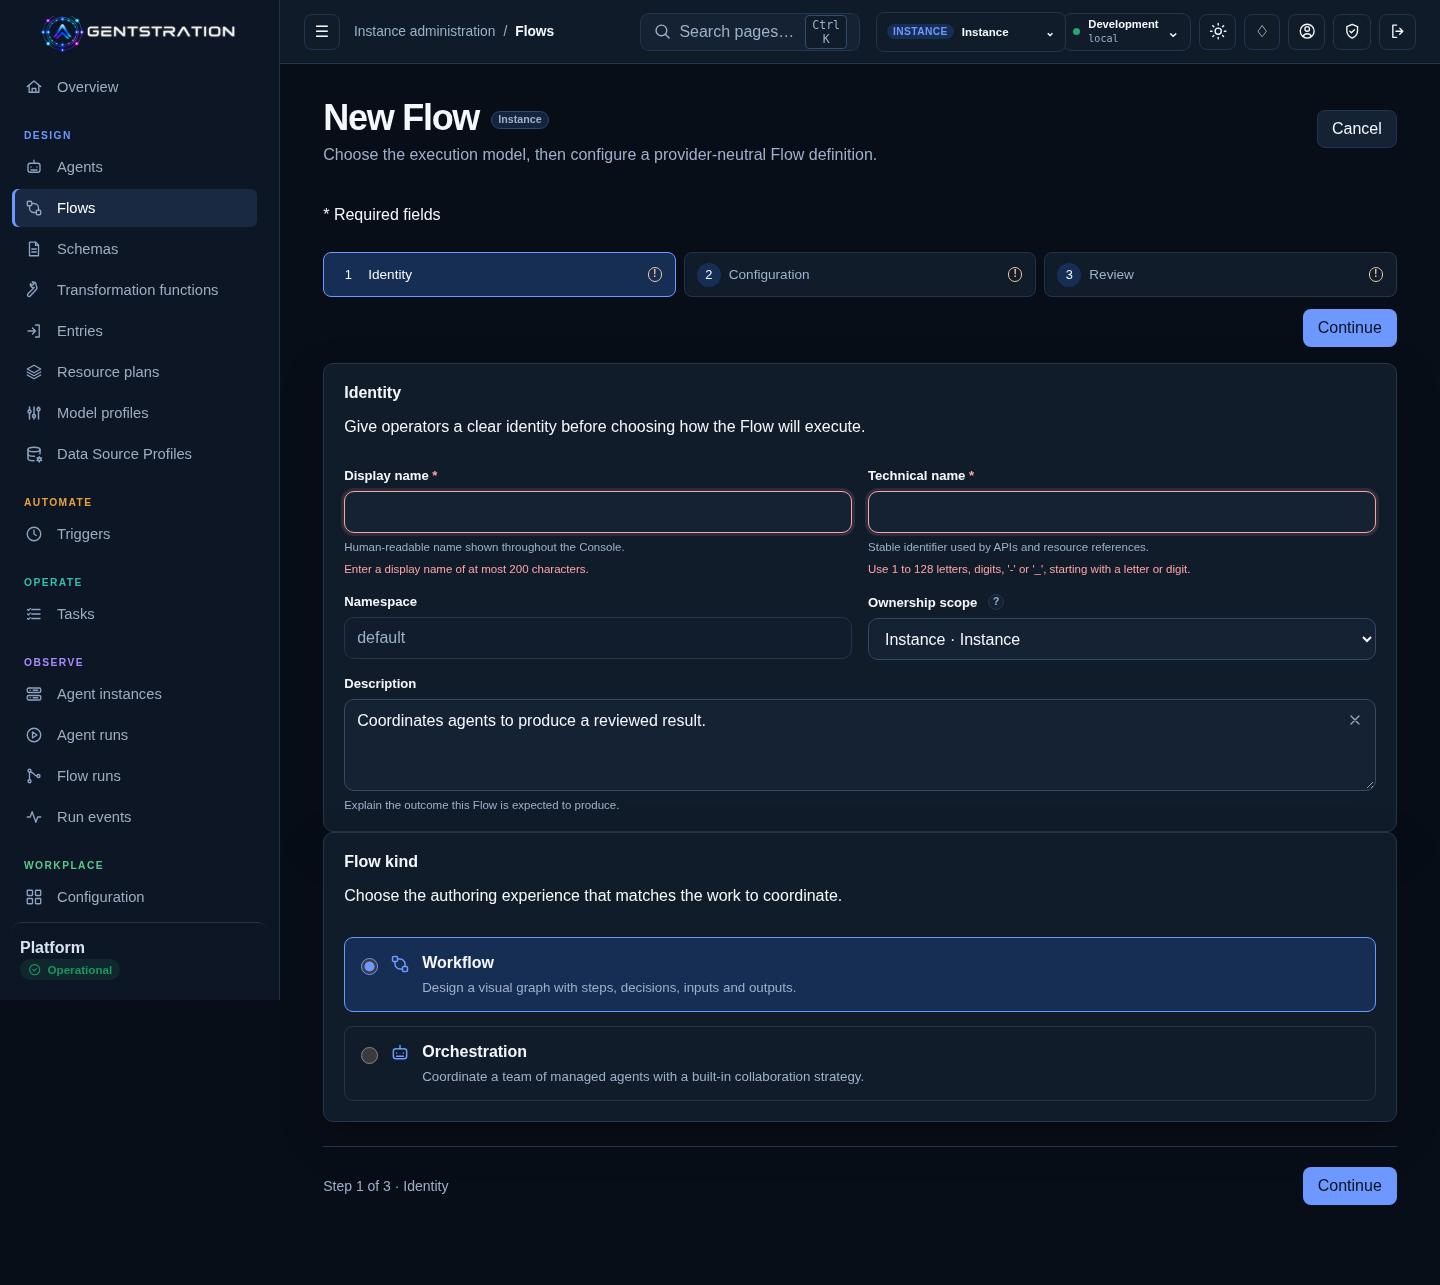 GENTSTRATION
☰
Instance administration / Flows
Search pages…
Ctrl K
INSTANCE Instance
Development
local
Overview
DESIGN
Agents
Flows
Schemas
Transformation functions
Entries
Resource plans
Model profiles
Data Source Profiles
AUTOMATE
Triggers
OPERATE
Tasks
OBSERVE
Agent instances
Agent runs
Flow runs
Run events
WORKPLACE
Configuration
Platform
Operational
New Flow Instance
Cancel
Choose the execution model, then configure a provider-neutral Flow definition.
* Required fields
1 Identity !
2 Configuration !
3 Review !
Continue
Identity
Give operators a clear identity before choosing how the Flow will execute.
Display name *
Human-readable name shown throughout the Console.
Enter a display name of at most 200 characters.
Technical name *
Stable identifier used by APIs and resource references.
Use 1 to 128 letters, digits, '-' or '_', starting with a letter or digit.
Namespace
default
Ownership scope ?
Instance · Instance
Description
Coordinates agents to produce a reviewed result.
Explain the outcome this Flow is expected to produce.
Flow kind
Choose the authoring experience that matches the work to coordinate.
Workflow
Design a visual graph with steps, decisions, inputs and outputs.
Orchestration
Coordinate a team of managed agents with a built-in collaboration strategy.
Step 1 of 3 · Identity
Continue